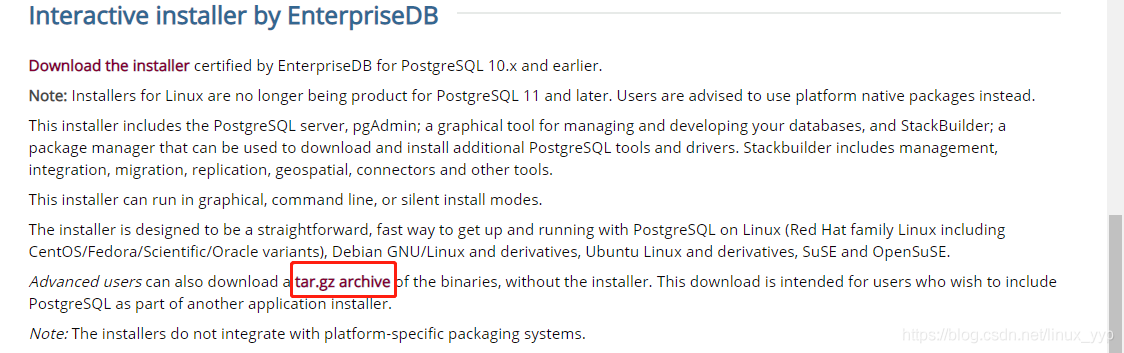 Interactive installer by EnterpriseDB
Download the installer certified by EnterpriseDB for PostgreSQL 10.x and earlier.
Note: Installers for Linux are no longer being product for PostgreSQL 11 and later. Users are advised to use platform native packages instead.
This installer includes the PostgreSQL server, pgAdmin; a graphical tool for managing and developing your databases, and StackBuilder; a
package manager that can be used to download and install additional PostgreSQL tools and drivers. Stackbuilder includes management,
integration, migration, replication, geospatial, connectors and other tools.
This installer can run in graphical, command line, or silent install modes.
The installer is designed to be a straightforward, fast way to get up and running with PostgreSQL on Linux (Red Hat family Linux including
CentOS/Fedora/Scientific/Oracle variants), Debian GNU/Linux and derivatives, Ubuntu Linux and derivatives, SuSE and OpenSuSE.
Advanced users can also download a tar.gz archive of the binaries, without the installer. This download is intended for users who wish to include
PostgreSQL as part of another application installer.
Note: The installers do not integrate with platform-specific packaging systems.
https://blog.csdn.net/linux_yyp